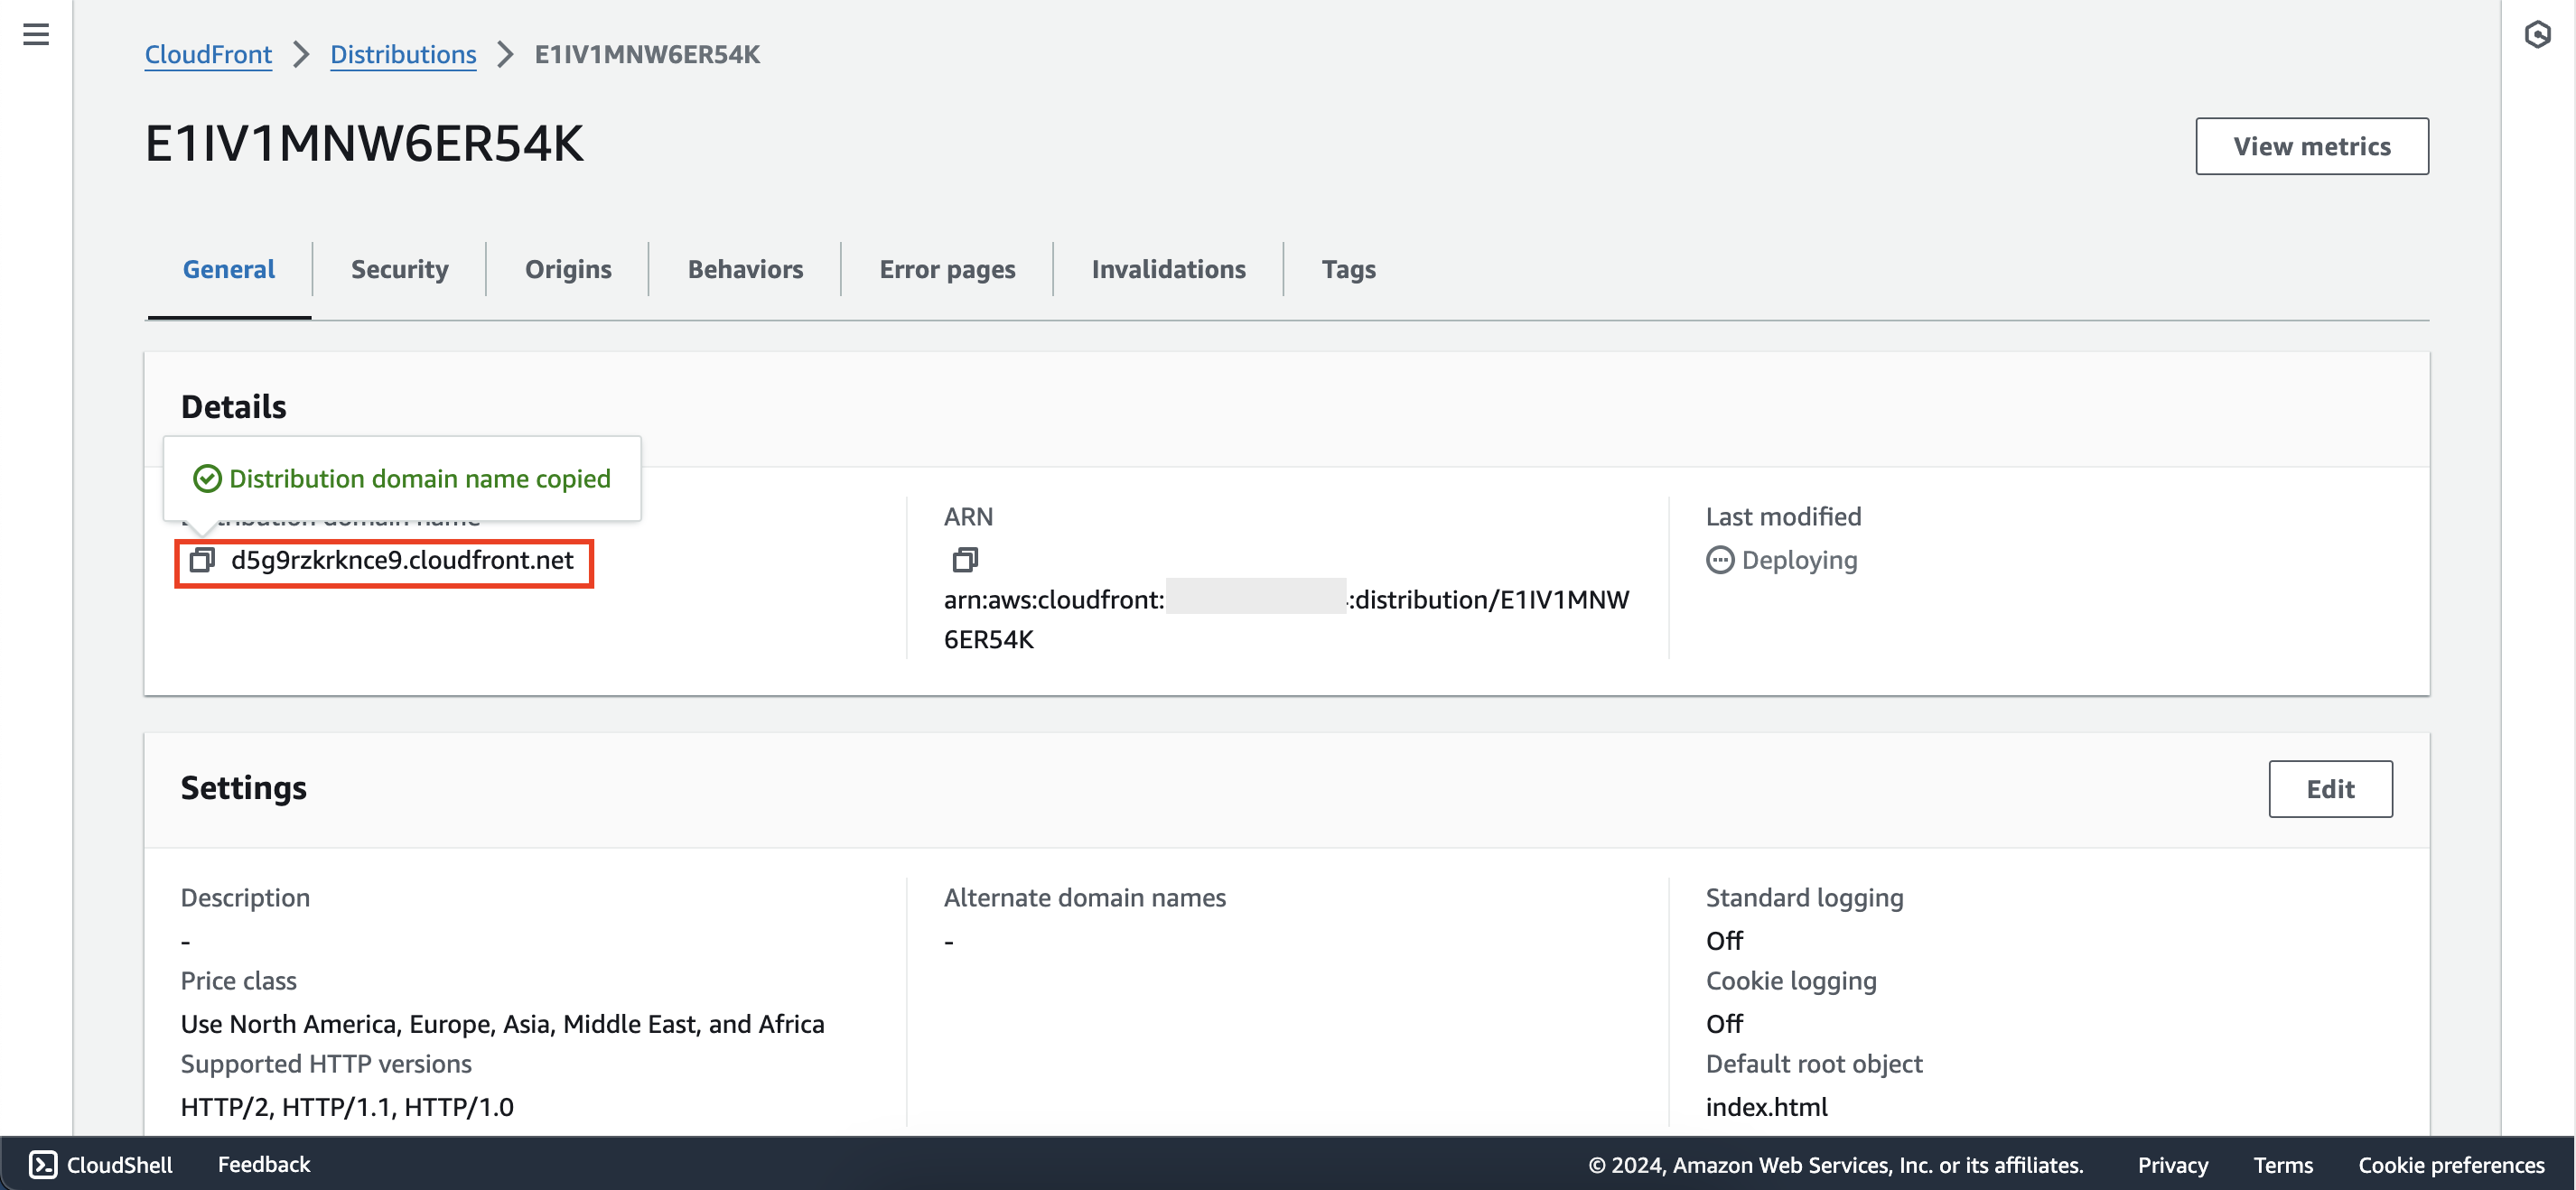 CloudFront > Distributions > E1IV1MNW6ER54K
E1IV1MNW6ER54K
View metrics
General Security Origins Behaviors Error pages Invalidations Tags
Details
Distribution domain name copied
domain name
d5g9rzkrknce9.cloudfront.net
ARN
arn:aws:cloudfront: :distribution/E1IV1MNW
6ER54K
Last modified
Deploying
Settings
Edit
Description
-
Price class
Use North America, Europe, Asia, Middle East, and Africa
Supported HTTP versions
HTTP/2, HTTP/1.1, HTTP/1.0
Alternate domain names
-
Standard logging
Off
Cookie logging
Off
Default root object
index.html
CloudShell Feedback © 2024, Amazon Web Services, Inc. or its affiliates. Privacy Terms Cookie preferences